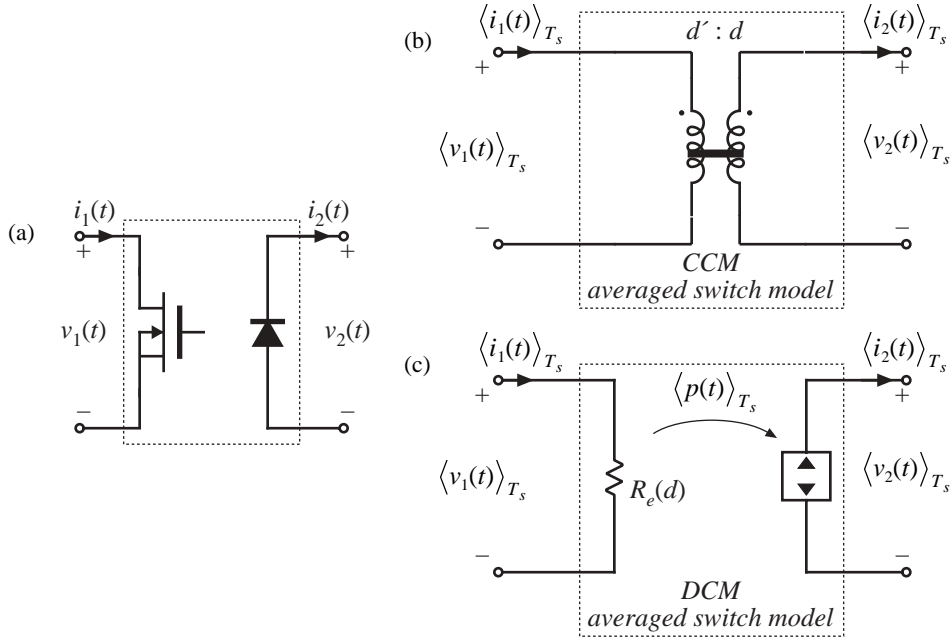 (a)
i₁(t)
i₂(t)
+
+
v₁(t)
v₂(t)
−
−
(b)
⟨i₁(t)⟩Tₛ
d′ : d
⟨i₂(t)⟩Tₛ
+
+
⟨v₁(t)⟩Tₛ
⟨v₂(t)⟩Tₛ
−
−
CCM
averaged switch model
(c)
⟨i₁(t)⟩Tₛ
⟨i₂(t)⟩Tₛ
+
+
⟨p(t)⟩Tₛ
⟨v₁(t)⟩Tₛ
Rₑ(d)
⟨v₂(t)⟩Tₛ
−
−
DCM
averaged switch model